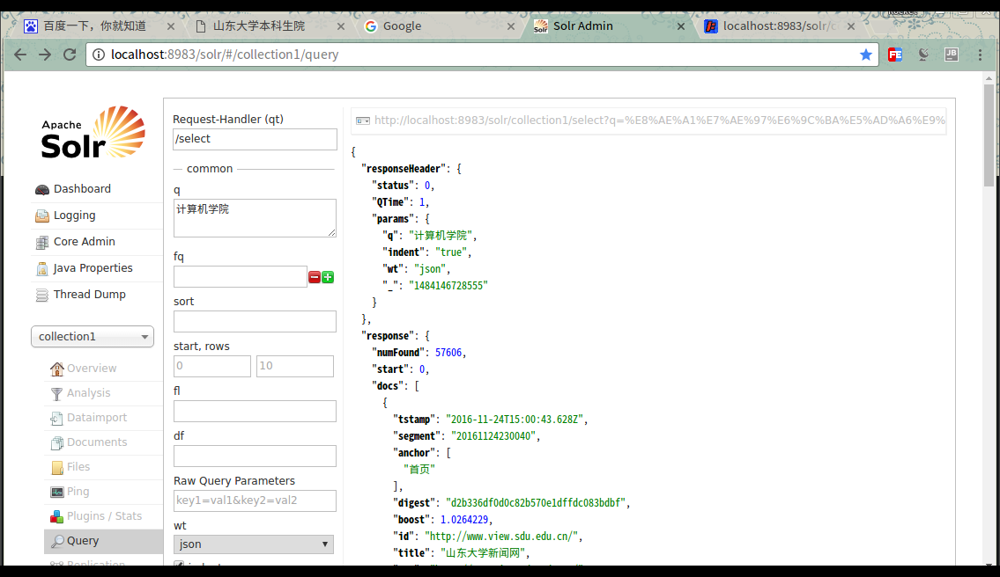 百度一下，你就知道
山东大学本科生院
Google
Solr Admin
localhost:8983/solr/c
localhost:8983/solr/#/collection1/query
Apache
Solr
Dashboard
Logging
Core Admin
Java Properties
Thread Dump
collection1
Overview
Analysis
Dataimport
Documents
Files
Ping
Plugins / Stats
Query
Replication
Request-Handler (qt)
/select
common
q
计算机学院
fq
sort
start, rows
0 10
fl
df
Raw Query Parameters
key1=val1&key2=val2
wt
json
http://localhost:8983/solr/collection1/select?q=%E8%AE%A1%E7%AE%97%E6%9C%BA%E5%AD%A6%E9%
{
"responseHeader": {
"status": 0,
"QTime": 1,
"params": {
"q": "计算机学院",
"indent": "true",
"wt": "json",
"_": "1484146728555"
}
},
"response": {
"numFound": 57606,
"start": 0,
"docs": [
{
"tstamp": "2016-11-24T15:00:43.628Z",
"segment": "20161124230040",
"anchor": [
"首页"
],
"digest": "d2b336df0d0c82b570e1dffdc083bdbf",
"boost": 1.0264229,
"id": "http://www.view.sdu.edu.cn/",
"title": "山东大学新闻网",